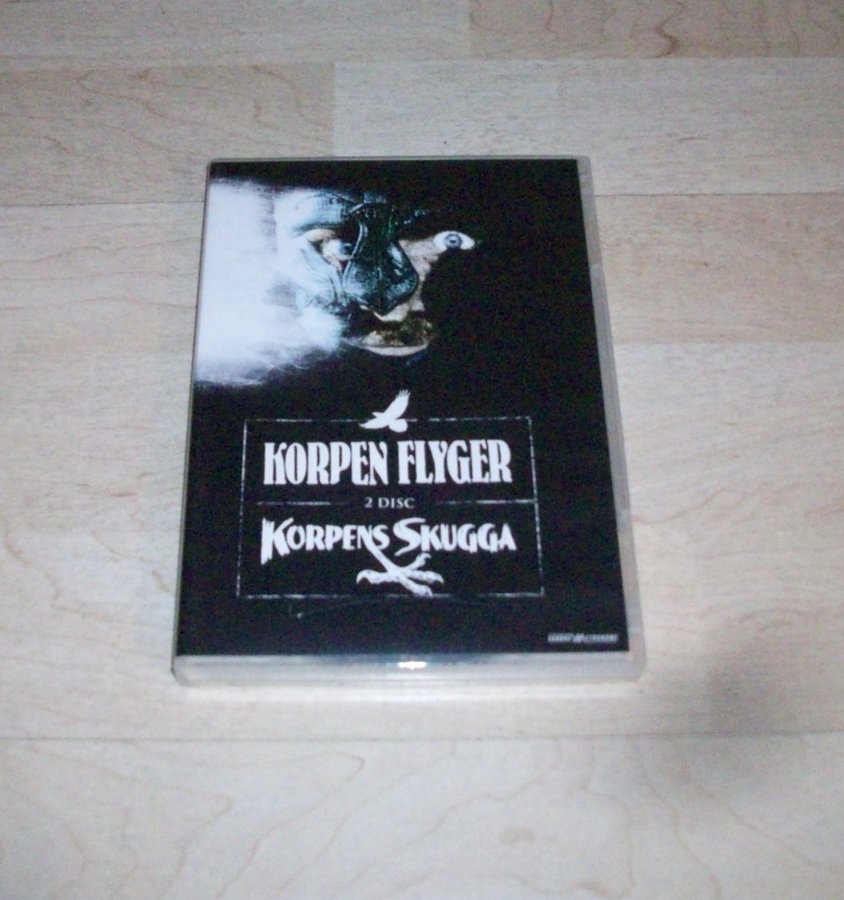 KORPEN FLYGER
2 DISC
KORPENS SKUGGA